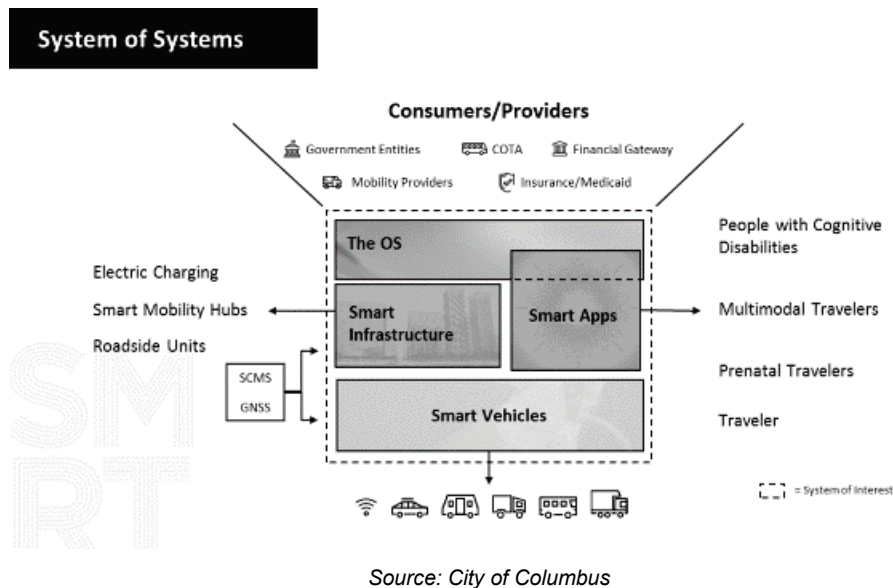 System of Systems
Consumers/Providers
Government Entities
COTA
Financial Gateway
Mobility Providers
Insurance/Medicaid
The OS
Smart
Infrastructure
Smart Apps
Smart Vehicles
Electric Charging
Smart Mobility Hubs
Roadside Units
SCMS
GNSS
People with Cognitive
Disabilities
Multimodal Travelers
Prenatal Travelers
Traveler
= System of Interest
SM
RT
Source: City of Columbus